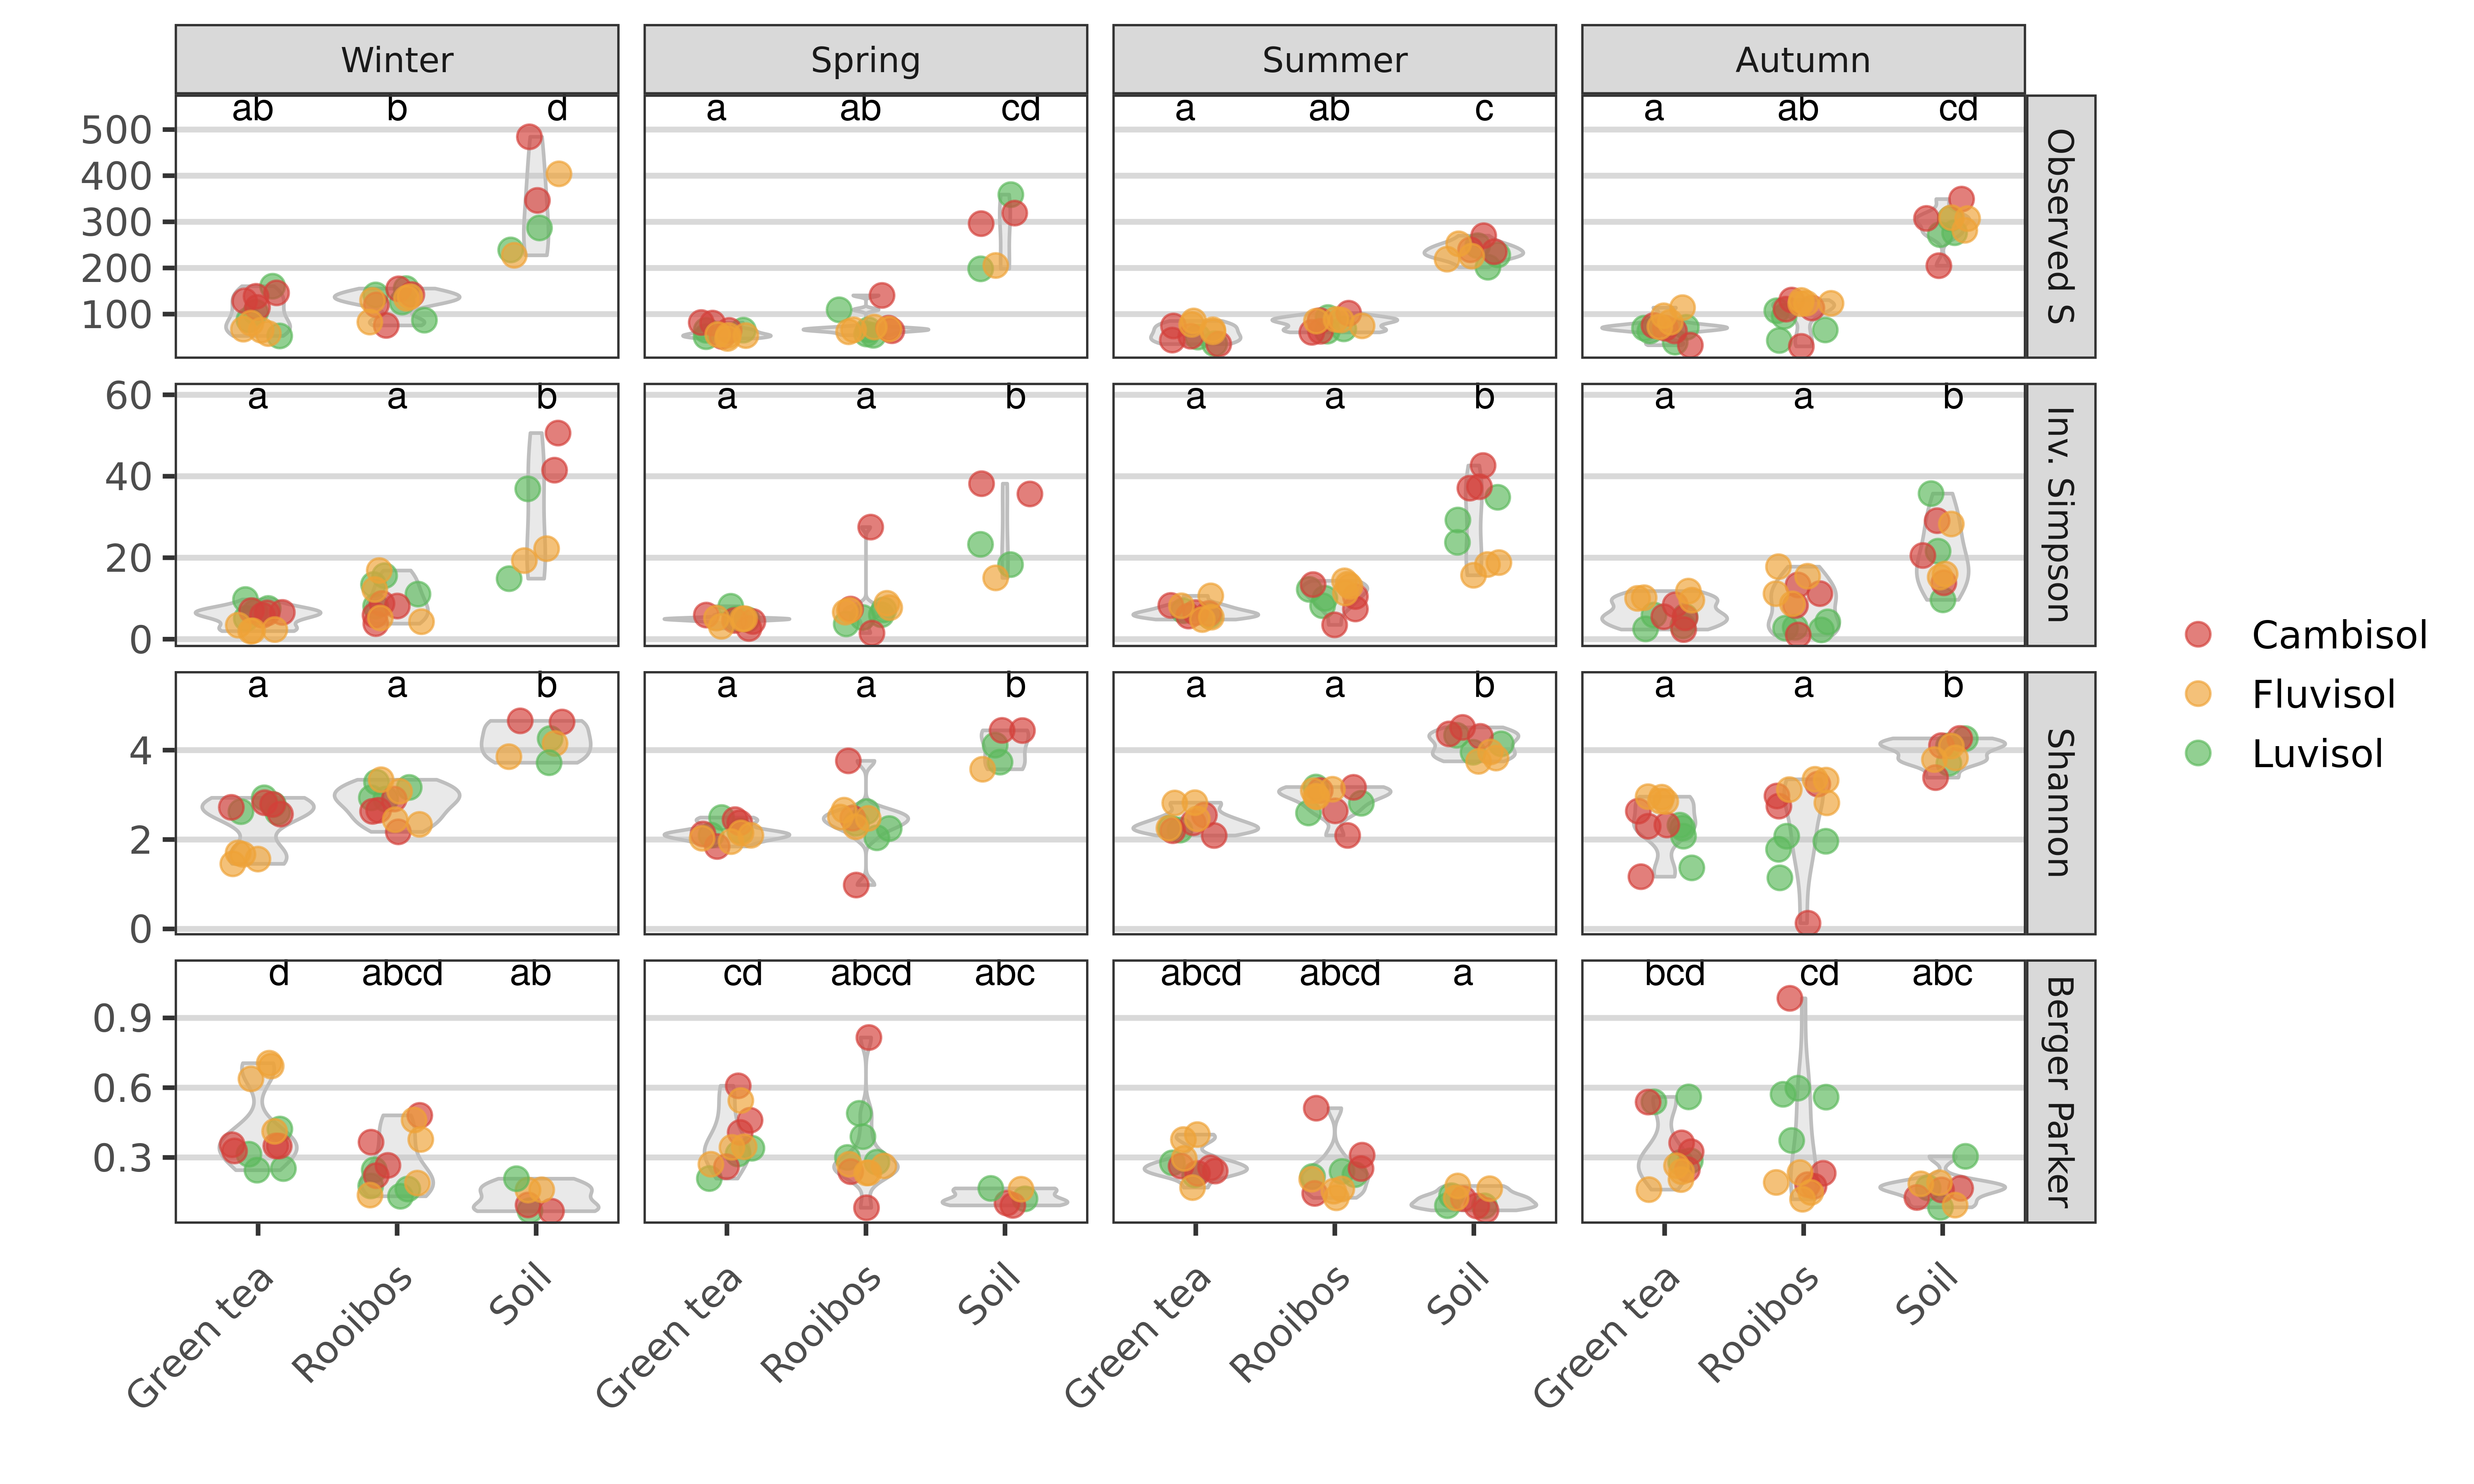 Winter Spring Summer Autumn
ab b d a ab cd a ab c a ab cd
500
400
300
200
100
Observed S
a a b a a b a a b a a b
60
40
20
0
Inv. Simpson
a a b a a b a a b a a b
4
2
0
Shannon
d abcd ab cd abcd abc abcd abcd a bcd cd abc
0.9
0.6
0.3
Berger Parker
Green tea Rooibos Soil Green tea Rooibos Soil Green tea Rooibos Soil Green tea Rooibos Soil
Cambisol
Fluvisol
Luvisol